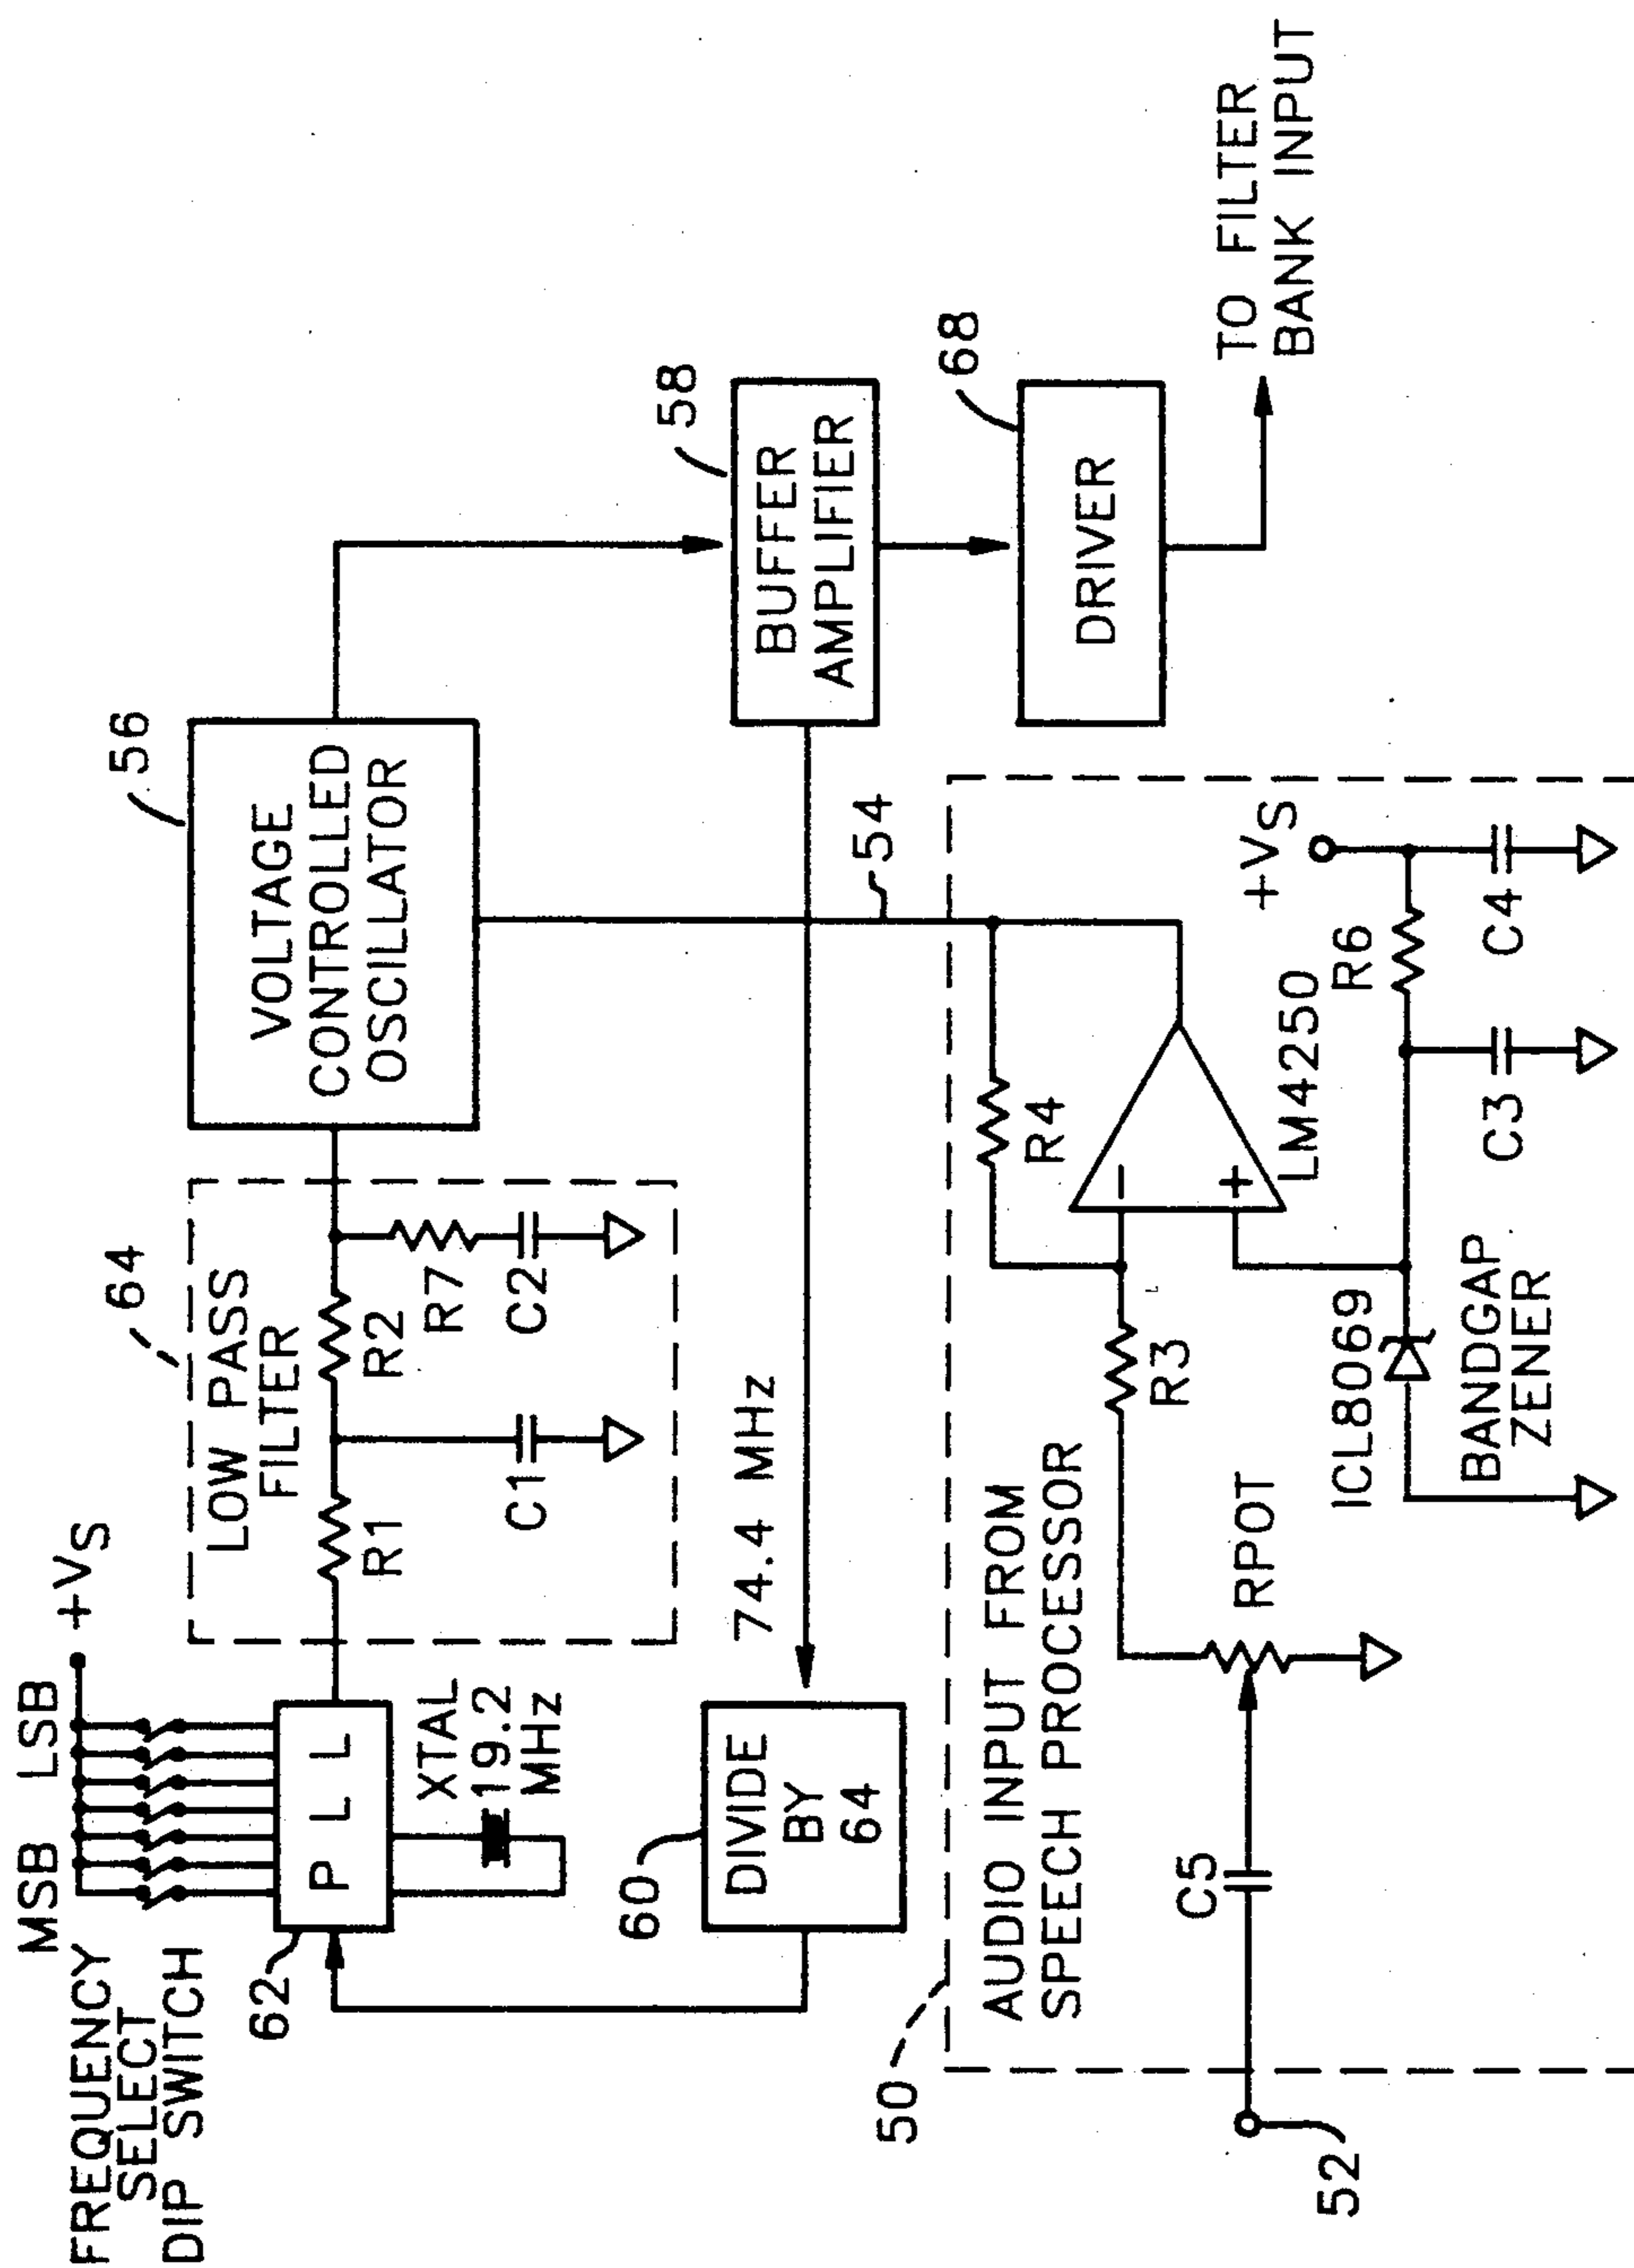 FREQUENCY
SELECT
DIP SWITCH
MSB LSB
+VS
62
P L L
XTAL
19.2
MHz
64
LOW PASS
FILTER
R1
R2
R7
C1
C2
56
VOLTAGE
CONTROLLED
OSCILLATOR
58
BUFFER
AMPLIFIER
68
DRIVER
TO FILTER
BANK INPUT
60
DIVIDE
BY
64
74.4 MHz
54
50
AUDIO INPUT FROM
SPEECH PROCESSOR
52
C5
RPOT
R3
R4
−
+
LM4250
ICL8069
BANDGAP
ZENER
R6
+VS
C3
C4